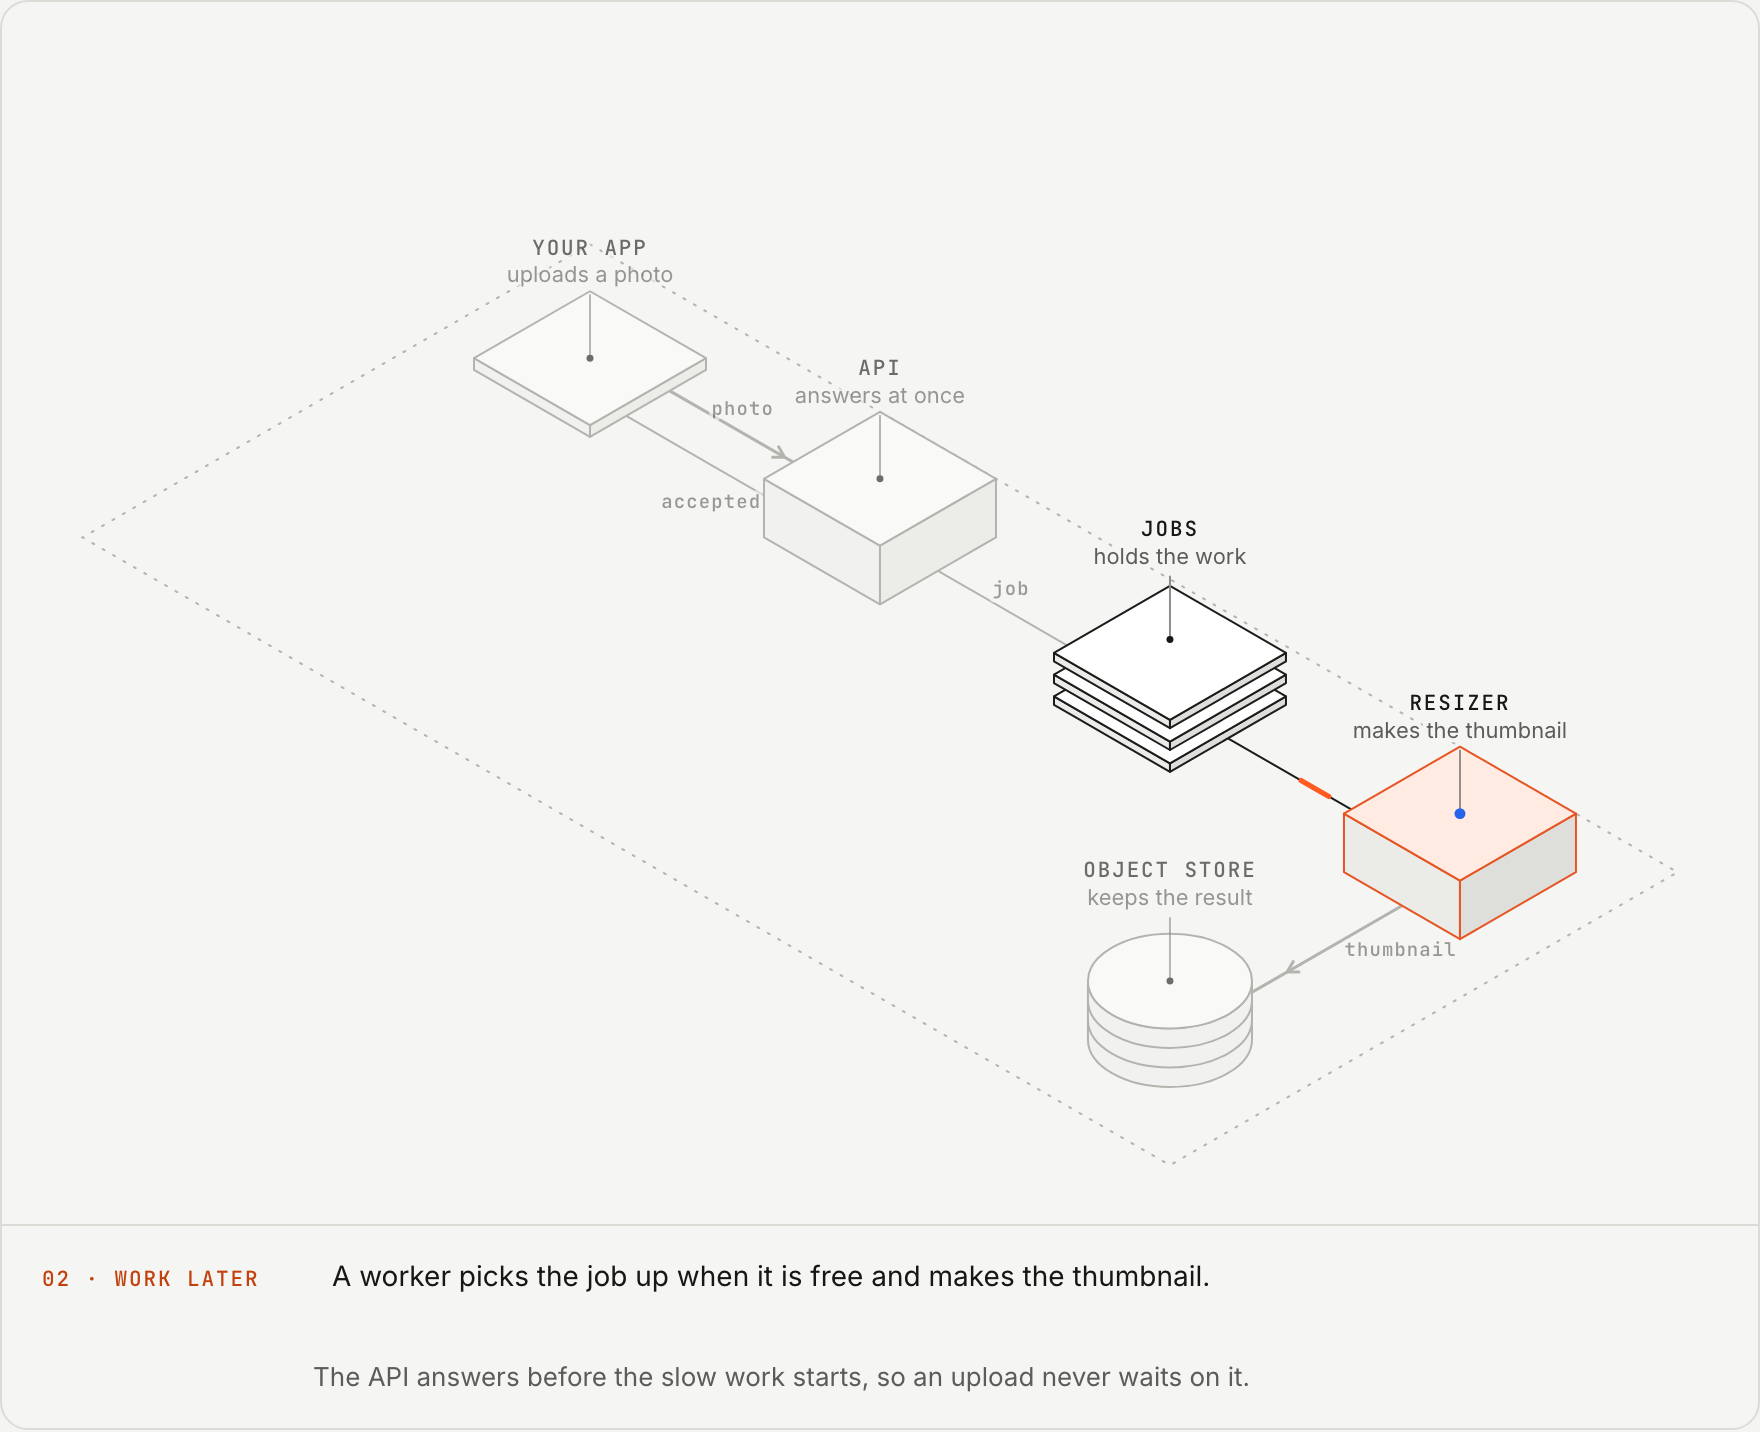 YOUR APP
uploads a photo
API
answers at once
photo
accepted
JOBS
holds the work
job
RESIZER
makes the thumbnail
OBJECT STORE
keeps the result
thumbnail
02 · WORK LATER
A worker picks the job up when it is free and makes the thumbnail.
The API answers before the slow work starts, so an upload never waits on it.